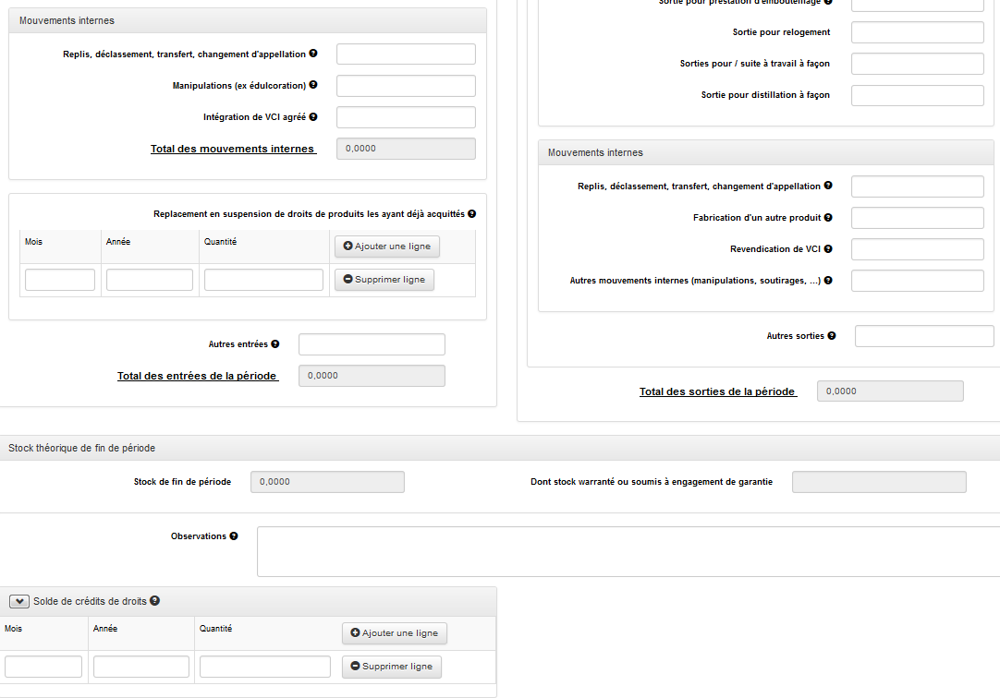 Mouvements internes
Replis, déclassement, transfert, changement d'appellation
Manipulations (ex édulcoration)
Intégration de VCI agréé
Total des mouvements internes 0,0000
Replacement en suspension de droits de produits les ayant déjà acquittés
Mois Année Quantité Ajouter une ligne
Supprimer ligne
Autres entrées
Total des entrées de la période 0,0000
Sortie pour prestation d'embouteillage
Sortie pour relogement
Sorties pour / suite à travail à façon
Sortie pour distillation à façon
Mouvements internes
Replis, déclassement, transfert, changement d'appellation
Fabrication d'un autre produit
Revendication de VCI
Autres mouvements internes (manipulations, soutirages, ...)
Autres sorties
Total des sorties de la période 0,0000
Stock théorique de fin de période
Stock de fin de période 0,0000 Dont stock warranté ou soumis à engagement de garantie
Observations
Solde de crédits de droits
Mois Année Quantité Ajouter une ligne
Supprimer ligne